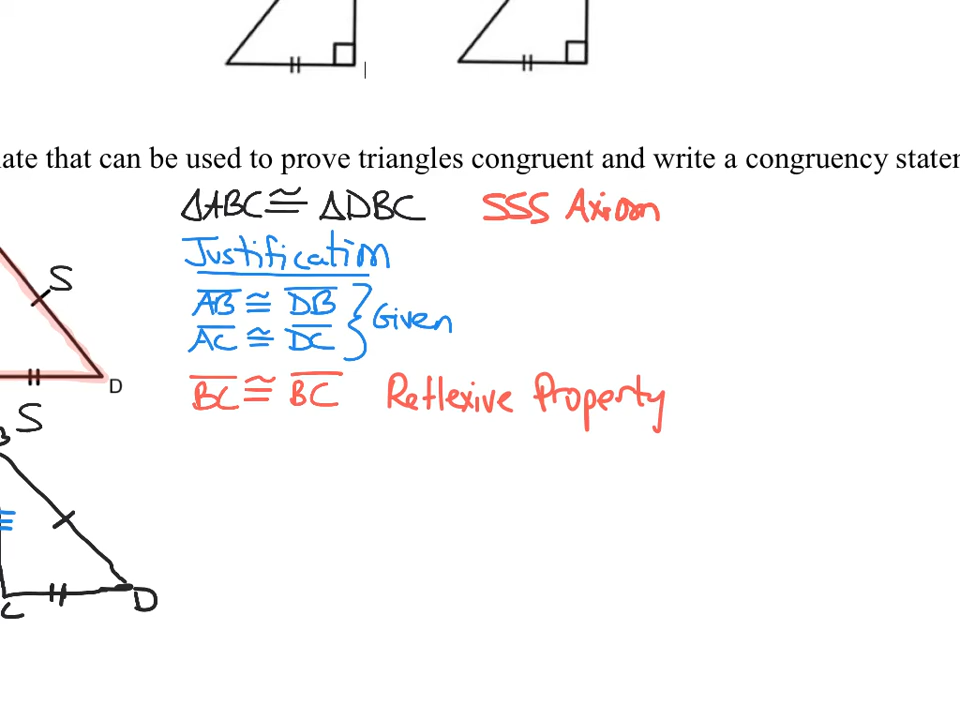 ate that can be used to prove triangles congruent and write a congruency staten
ΔABC ≅ ΔDBC SSS Axiom
Justification
S
AB ≅ DB
Given
AC ≅ DC
D
BC ≅ BC Reflexive Property
S
B
C
D